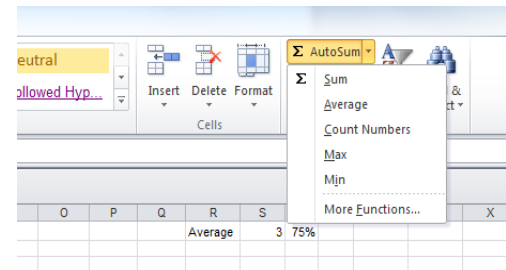 eutral
ollowed Hyp...
Insert Delete Format
Cells
Σ AutoSum
&
ct
Σ Sum
Average
Count Numbers
Max
Min
More Functions...
O P Q R S X
Average 3 75%